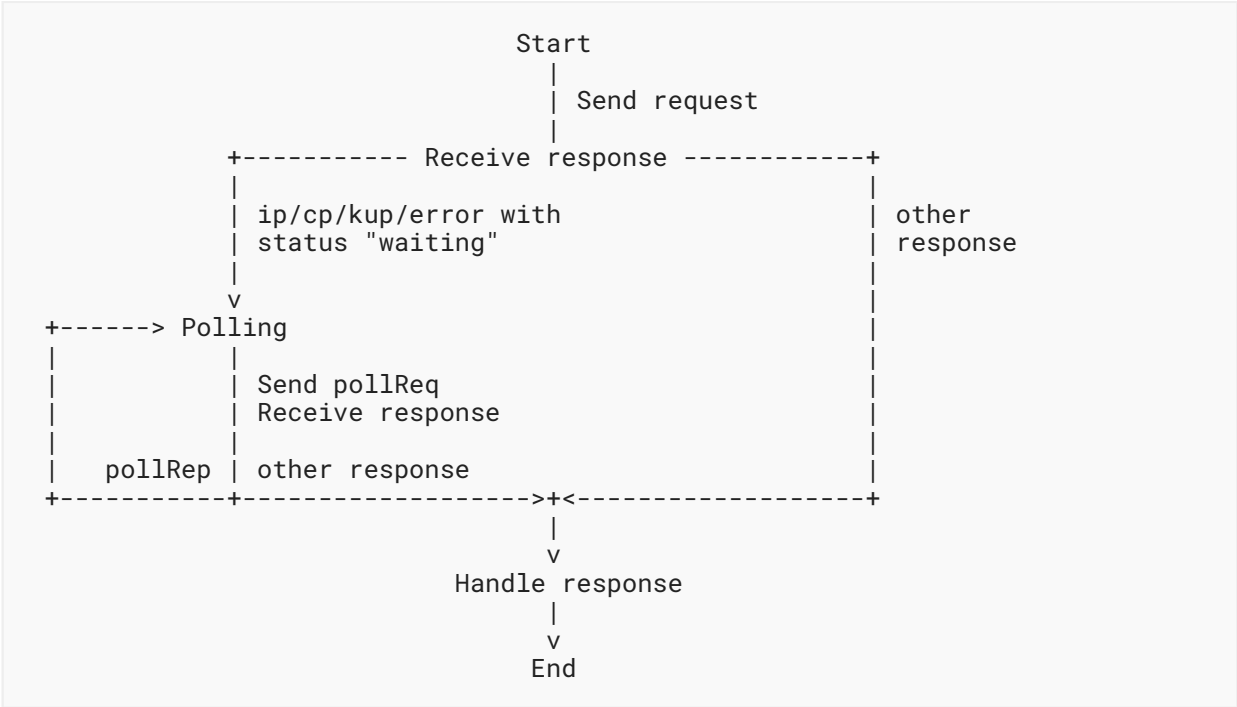 Start
|
| Send request
|
+----------- Receive response ------------+
| |
| ip/cp/kup/error with | other
| status "waiting" | response
| |
v |
+------> Polling |
| | |
| | Send pollReq |
| | Receive response |
| | |
| pollRep | other response |
+-----------+------------------->+<-------------------+
|
v
Handle response
|
v
End